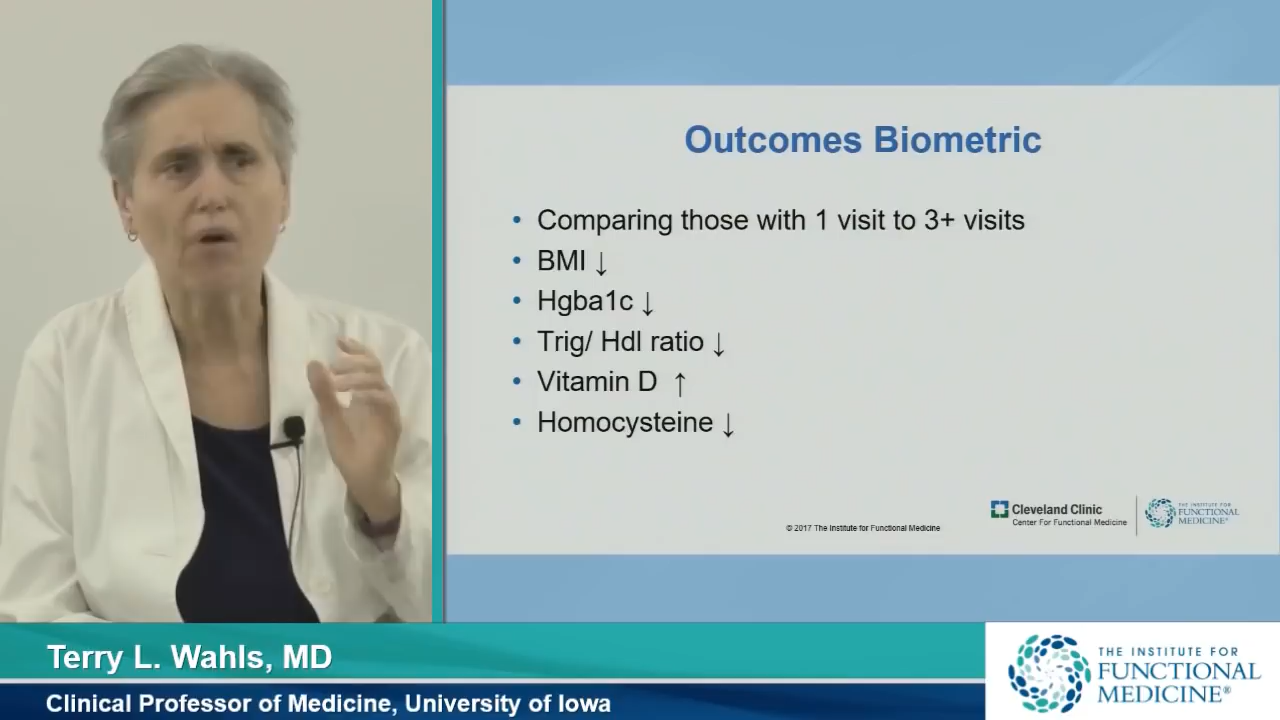 Outcomes Biometric
• Comparing those with 1 visit to 3+ visits
• BMI ↓
• Hgba1c ↓
• Trig/ Hdl ratio ↓
• Vitamin D ↑
• Homocysteine ↓
© 2017 The Institute for Functional Medicine
Cleveland Clinic
Center For Functional Medicine
THE INSTITUTE FOR
FUNCTIONAL
MEDICINE®
Terry L. Wahls, MD
Clinical Professor of Medicine, University of Iowa
THE INSTITUTE FOR
FUNCTIONAL
MEDICINE®